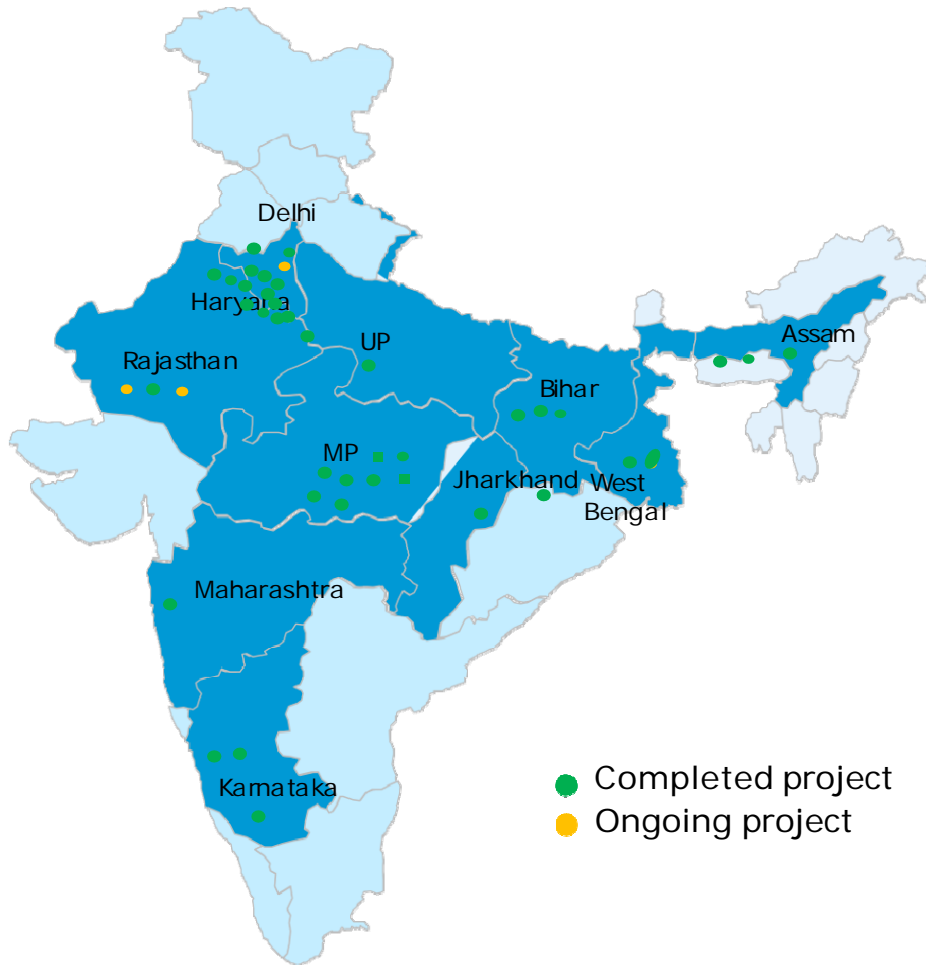 Delhi
Haryana
Rajasthan
UP
Assam
Bihar
MP
Jharkhand
West
Bengal
Maharashtra
Karnataka
Completed project
Ongoing project